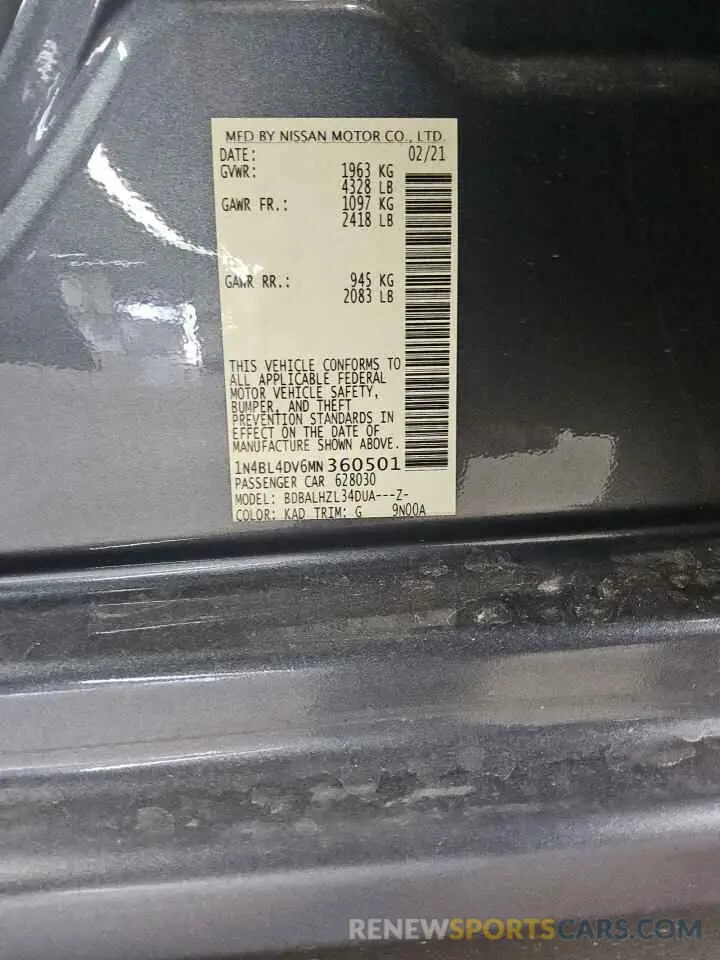 MFD BY NISSAN MOTOR CO., LTD.
DATE: 02/21
GVWR: 1963 KG
4328 LB
GAWR FR.: 1097 KG
2418 LB
GAWR RR.: 945 KG
2083 LB
THIS VEHICLE CONFORMS TO
ALL APPLICABLE FEDERAL
MOTOR VEHICLE SAFETY,
BUMPER, AND THEFT
PREVENTION STANDARDS IN
EFFECT ON THE DATE OF
MANUFACTURE SHOWN ABOVE.
1N4BL4DV6MN360501
PASSENGER CAR 628030
MODEL: BDBALHZL34DUA---Z-
COLOR: KAD TRIM: G 9N00A
RENEWSPORTSCARS.COM